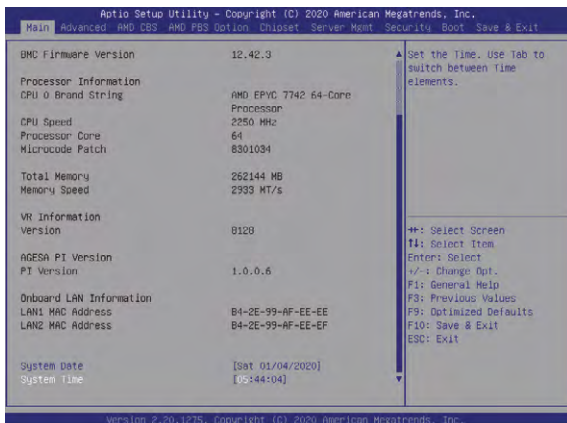 Aptio Setup Utility – Copyright (C) 2020 American Megatrends, Inc.
Main Advanced AMD CBS AMD PBS Option Chipset Server Mgmt Security Boot Save & Exit
BMC Firmware Version 12.42.3
Set the Time. Use Tab to
switch between Time
elements.
Processor Information
CPU 0 Brand String AMD EPYC 7742 64-Core
Processor
CPU Speed 2250 MHz
Processor Core 64
Microcode Patch 8301034
Total Memory 262144 MB
Memory Speed 2933 MT/s
VR Information
Version
AGESA PI Version
PI Version 1.0.0.6
Onboard LAN Information
LAN1 MAC Address B4-2E-99-AF-EE-EE
LAN2 MAC Address B4-2E-99-AF-EE-EF
System Date [Sat 01/04/2020]
System Time [05:44:04]
: Select Screen
↑↓: Select Item
Enter: Select
+/-: Change Opt.
F1: General Help
F3: Previous Values
F9: Optimized Defaults
F10: Save & Exit
ESC: Exit
Version 2.20.1275. Copyright (C) 2020 American Megatrends, Inc.